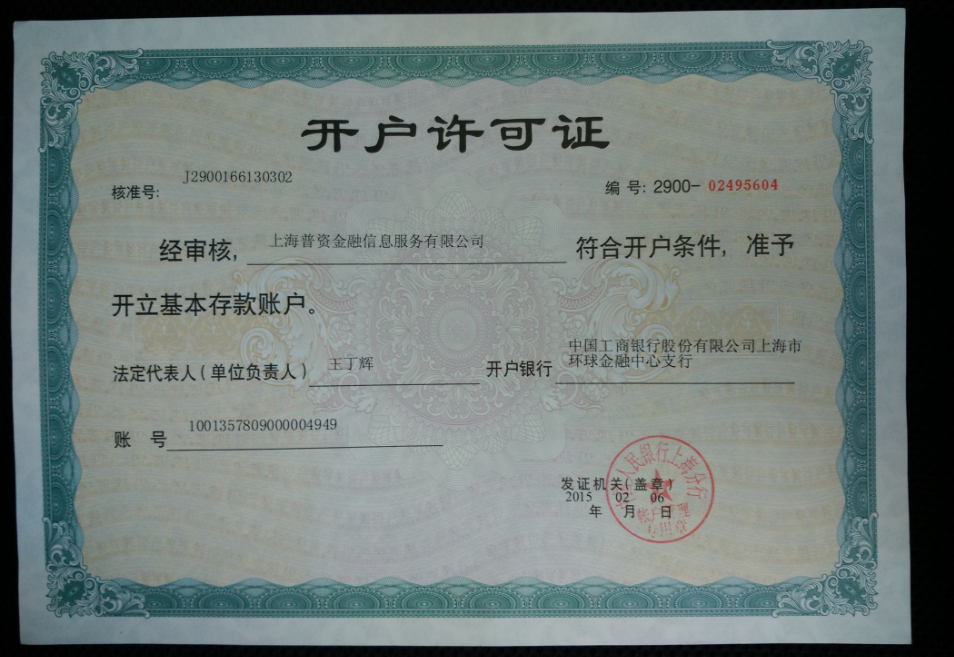 开户许可证
核准号: J2900166130302
编 号: 2900-02495604
经审核, 上海普资金融信息服务有限公司 符合开户条件, 准予
开立基本存款账户。
法定代表人(单位负责人) 王丁辉 开户银行 中国工商银行股份有限公司上海市
环球金融中心支行
账 号 1001357809000004949
发证机关(盖章)
2015 02 06
年 月 日
人民银行上海分行